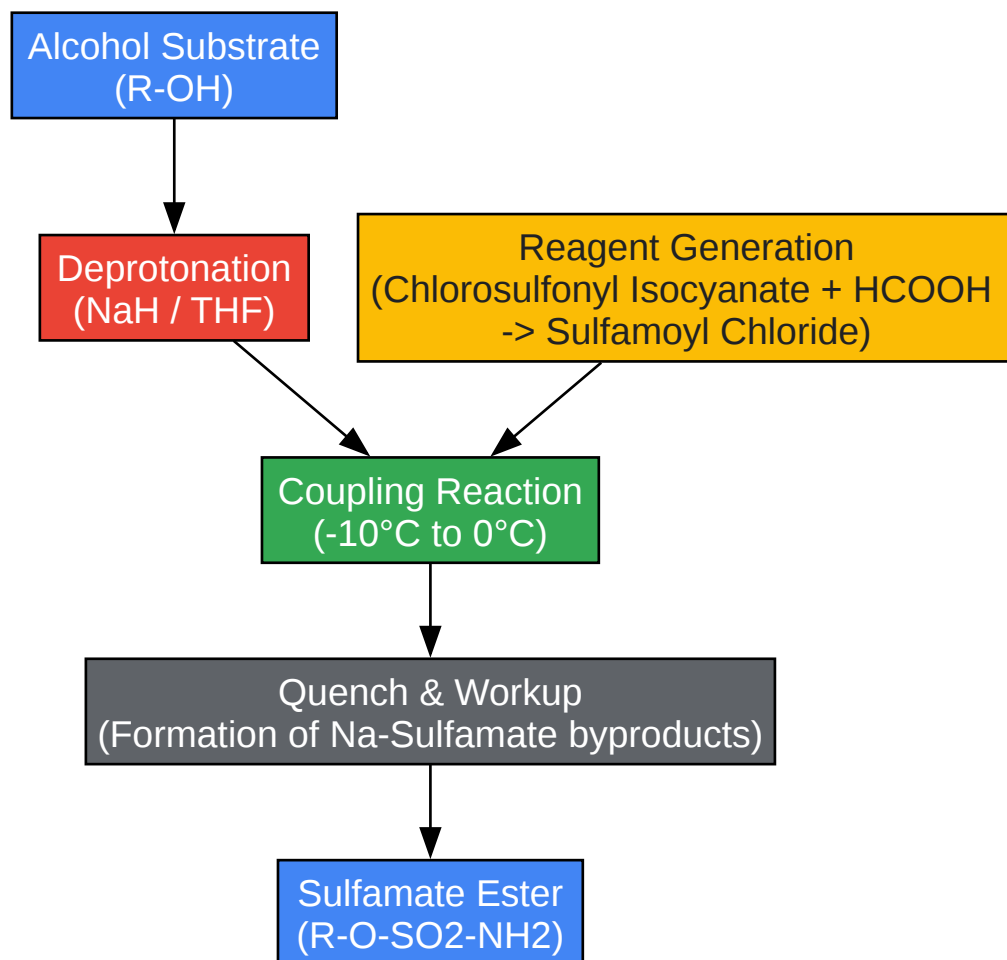 Alcohol Substrate
(R-OH)
Deprotonation
(NaH / THF)
Reagent Generation
(Chlorosulfonyl Isocyanate + HCOOH
-> Sulfamoyl Chloride)
Coupling Reaction
(-10°C to 0°C)
Quench & Workup
(Formation of Na-Sulfamate byproducts)
Sulfamate Ester
(R-O-SO2-NH2)